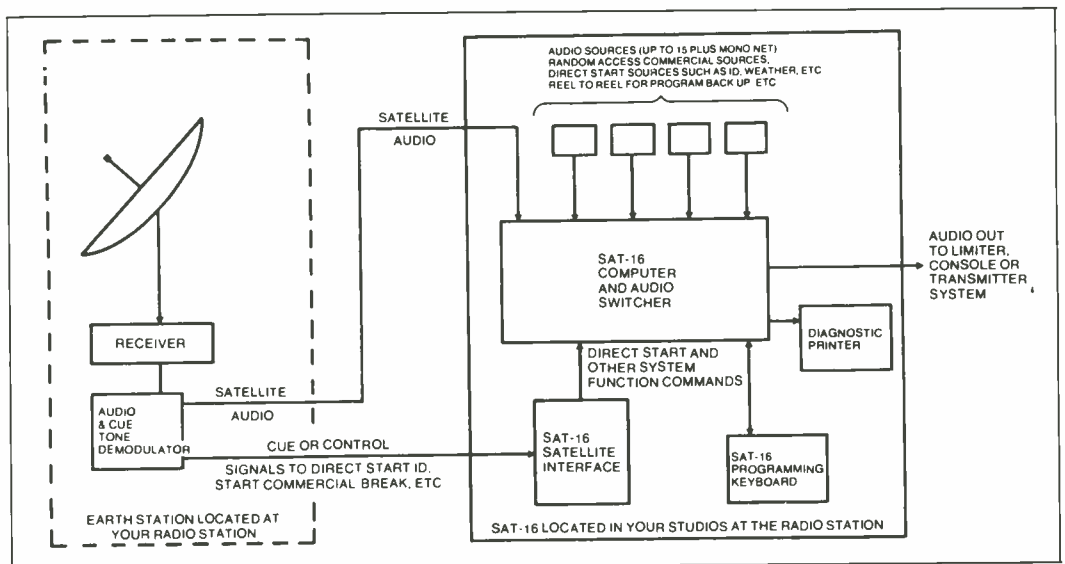 AUDIO SOURCES (UP TO 15 PLUS MONO NET)
RANDOM ACCESS COMMERCIAL SOURCES,
DIRECT START SOURCES SUCH AS ID, WEATHER, ETC
REEL TO REEL FOR PROGRAM BACK UP ETC
SATELLITE
AUDIO
SAT-16
COMPUTER
AND AUDIO
SWITCHER
AUDIO OUT
TO LIMITER,
CONSOLE OR
TRANSMITTER
SYSTEM
DIAGNOSTIC
PRINTER
RECEIVER
DIRECT START AND
OTHER SYSTEM
FUNCTION COMMANDS
AUDIO
& CUE
TONE
DEMODULATOR
SATELLITE
AUDIO
CUE OR CONTROL
SIGNALS TO DIRECT START ID,
START COMMERCIAL BREAK, ETC
SAT-16
SATELLITE
INTERFACE
SAT-16
PROGRAMMING
KEYBOARD
EARTH STATION LOCATED AT
YOUR RADIO STATION
SAT-16 LOCATED IN YOUR STUDIOS AT THE RADIO STATION